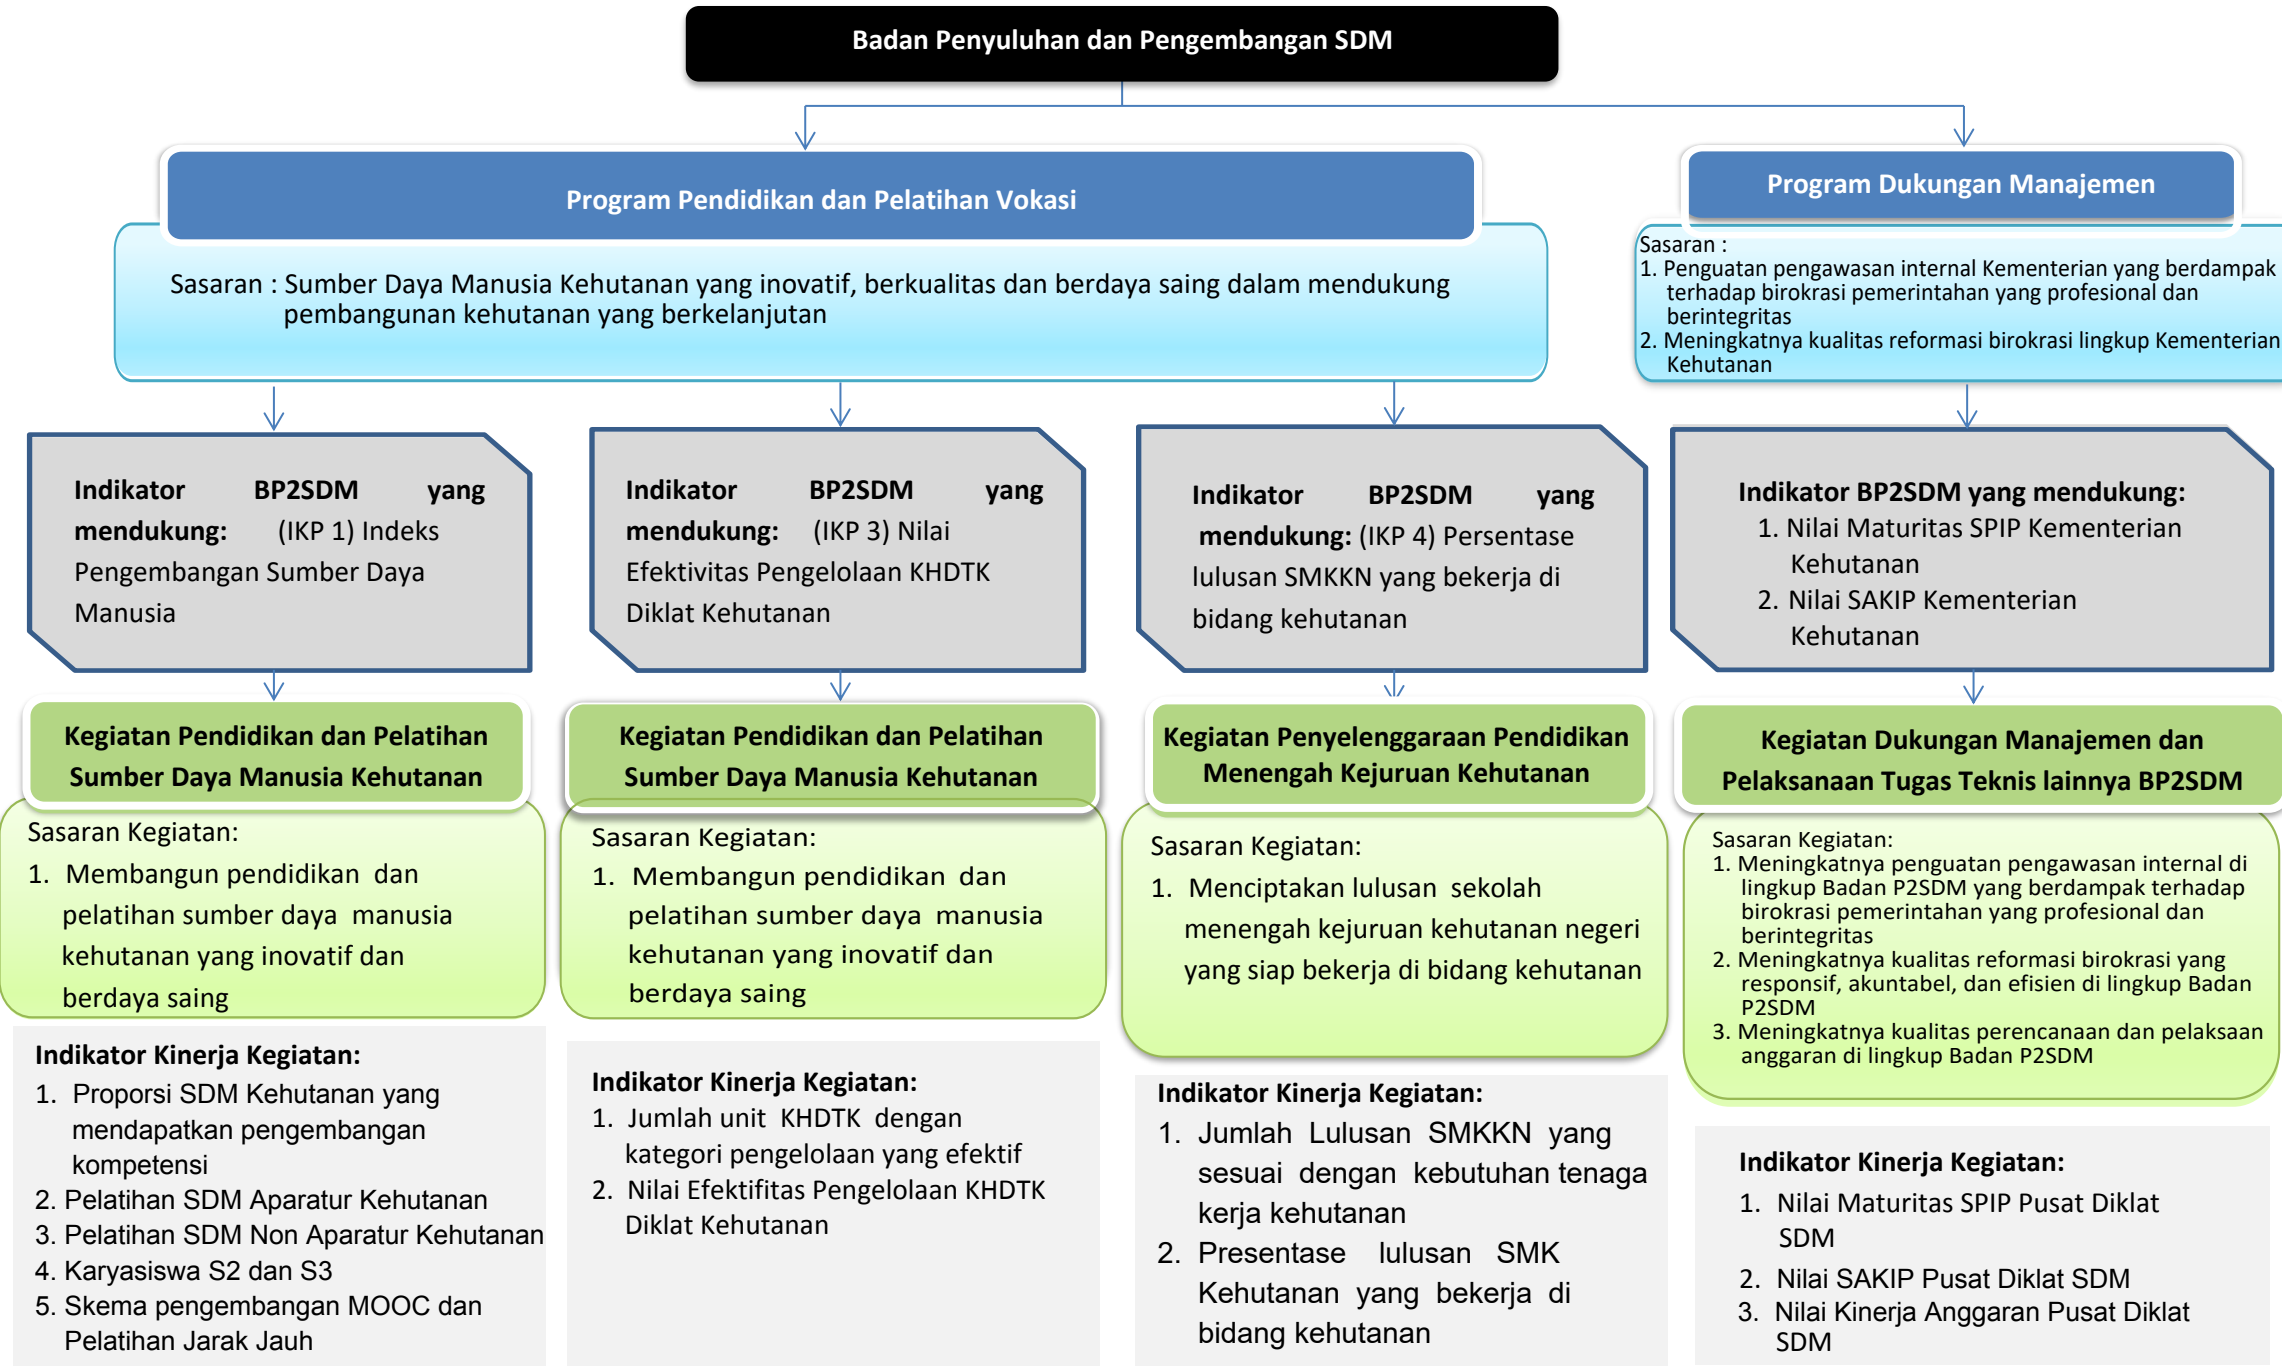 Badan Penyuluhan dan Pengembangan SDM
Program Pendidikan dan Pelatihan Vokasi
Sasaran : Sumber Daya Manusia Kehutanan yang inovatif, berkualitas dan berdaya saing dalam mendukung
pembangunan kehutanan yang berkelanjutan
Program Dukungan Manajemen
Sasaran :
1. Penguatan pengawasan internal Kementerian yang berdampak
terhadap birokrasi pemerintahan yang profesional dan
berintegritas
2. Meningkatnya kualitas reformasi birokrasi lingkup Kementerian
Kehutanan
Indikator BP2SDM yang
mendukung: (IKP 1) Indeks
Pengembangan Sumber Daya
Manusia
Indikator BP2SDM yang
mendukung: (IKP 3) Nilai
Efektivitas Pengelolaan KHDTK
Diklat Kehutanan
Indikator BP2SDM yang
mendukung: (IKP 4) Persentase
lulusan SMKKN yang bekerja di
bidang kehutanan
Indikator BP2SDM yang mendukung:
1. Nilai Maturitas SPIP Kementerian
Kehutanan
2. Nilai SAKIP Kementerian
Kehutanan
Kegiatan Pendidikan dan Pelatihan
Sumber Daya Manusia Kehutanan
Sasaran Kegiatan:
1. Membangun pendidikan dan
pelatihan sumber daya manusia
kehutanan yang inovatif dan
berdaya saing
Indikator Kinerja Kegiatan:
1. Proporsi SDM Kehutanan yang
mendapatkan pengembangan
kompetensi
2. Pelatihan SDM Aparatur Kehutanan
3. Pelatihan SDM Non Aparatur Kehutanan
4. Karyasiswa S2 dan S3
5. Skema pengembangan MOOC dan
Pelatihan Jarak Jauh
Kegiatan Pendidikan dan Pelatihan
Sumber Daya Manusia Kehutanan
Sasaran Kegiatan:
1. Membangun pendidikan dan
pelatihan sumber daya manusia
kehutanan yang inovatif dan
berdaya saing
Indikator Kinerja Kegiatan:
1. Jumlah unit KHDTK dengan
kategori pengelolaan yang efektif
2. Nilai Efektifitas Pengelolaan KHDTK
Diklat Kehutanan
Kegiatan Penyelenggaraan Pendidikan
Menengah Kejuruan Kehutanan
Sasaran Kegiatan:
1. Menciptakan lulusan sekolah
menengah kejuruan kehutanan negeri
yang siap bekerja di bidang kehutanan
Indikator Kinerja Kegiatan:
1. Jumlah Lulusan SMKKN yang
sesuai dengan kebutuhan tenaga
kerja kehutanan
2. Presentase lulusan SMK
Kehutanan yang bekerja di
bidang kehutanan
Kegiatan Dukungan Manajemen dan
Pelaksanaan Tugas Teknis lainnya BP2SDM
Sasaran Kegiatan:
1. Meningkatnya penguatan pengawasan internal di
lingkup Badan P2SDM yang berdampak terhadap
birokrasi pemerintahan yang profesional dan
berintegritas
2. Meningkatnya kualitas reformasi birokrasi yang
responsif, akuntabel, dan efisien di lingkup Badan
P2SDM
3. Meningkatnya kualitas perencanaan dan pelaksaan
anggaran di lingkup Badan P2SDM
Indikator Kinerja Kegiatan:
1. Nilai Maturitas SPIP Pusat Diklat
SDM
2. Nilai SAKIP Pusat Diklat SDM
3. Nilai Kinerja Anggaran Pusat Diklat
SDM